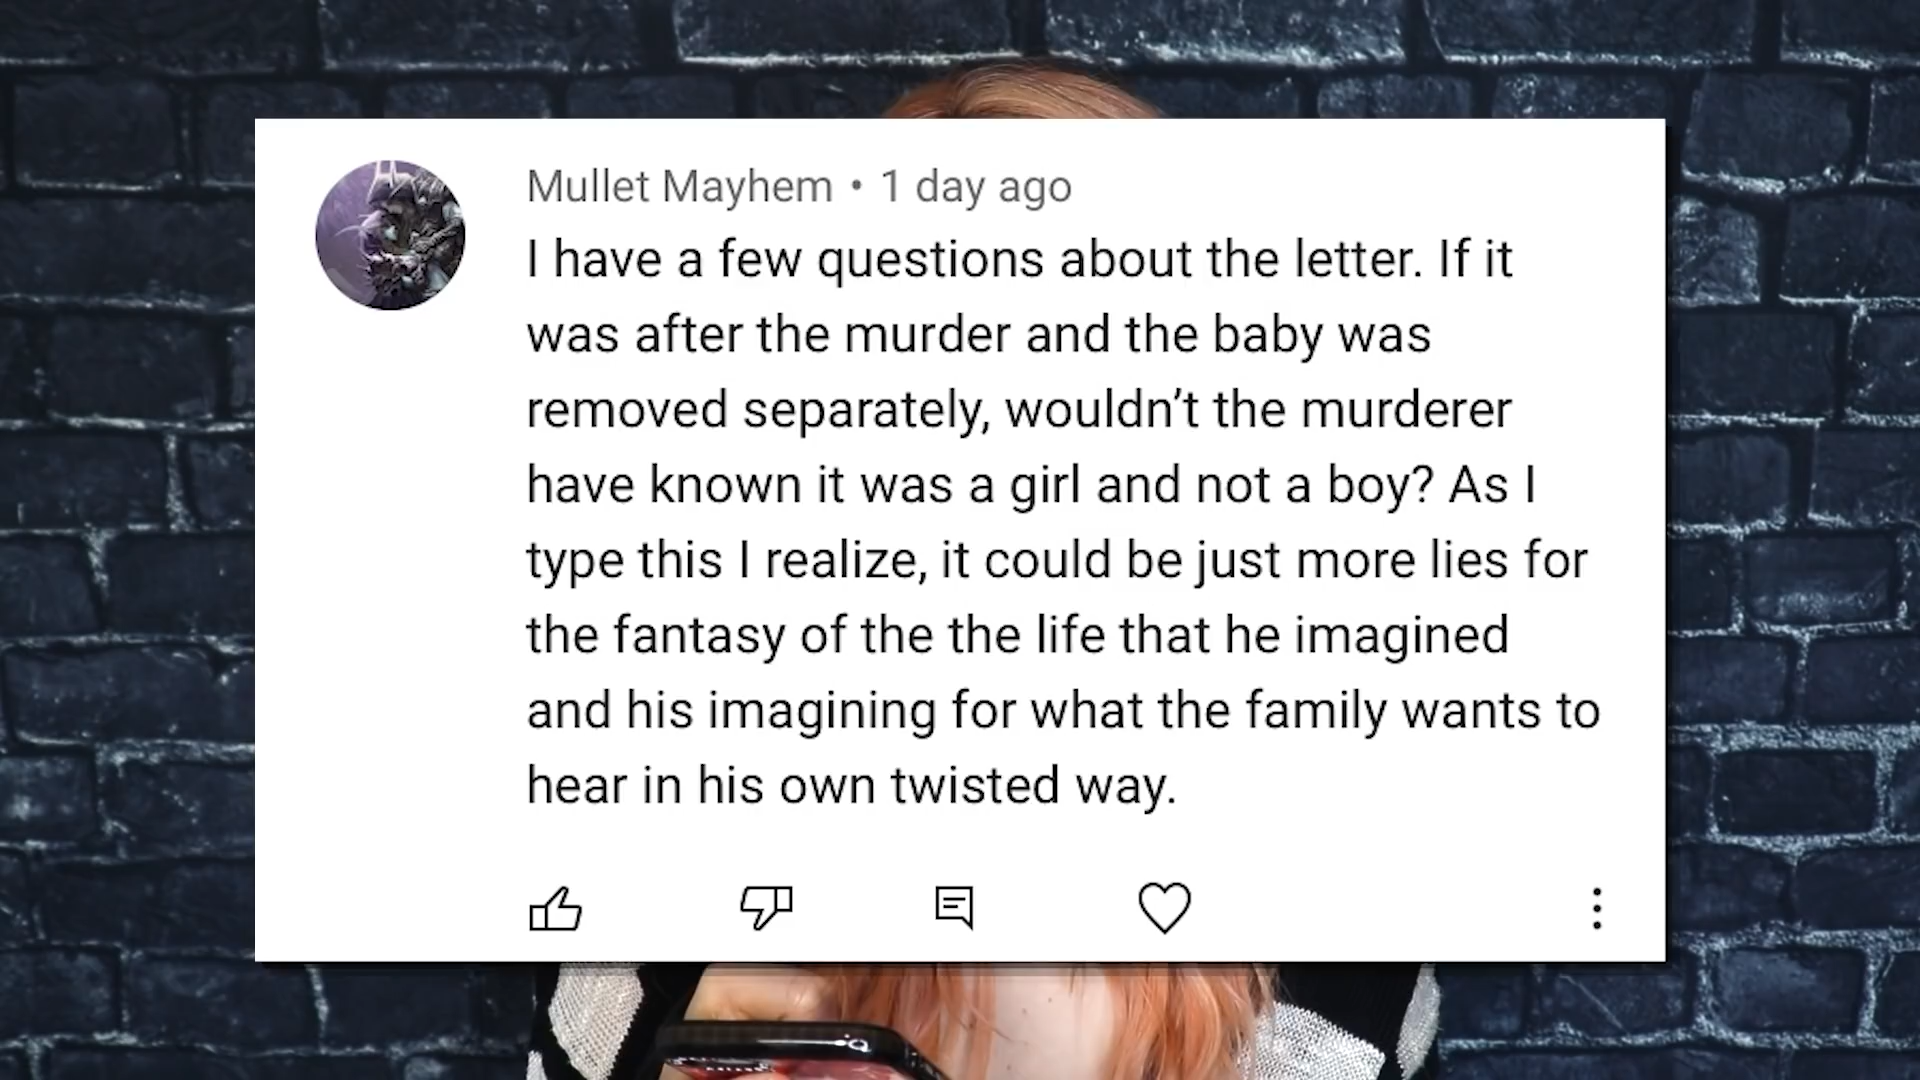 Mullet Mayhem • 1 day ago
I have a few questions about the letter. If it
was after the murder and the baby was
removed separately, wouldn’t the murderer
have known it was a girl and not a boy? As I
type this I realize, it could be just more lies for
the fantasy of the the life that he imagined
and his imagining for what the family wants to
hear in his own twisted way.